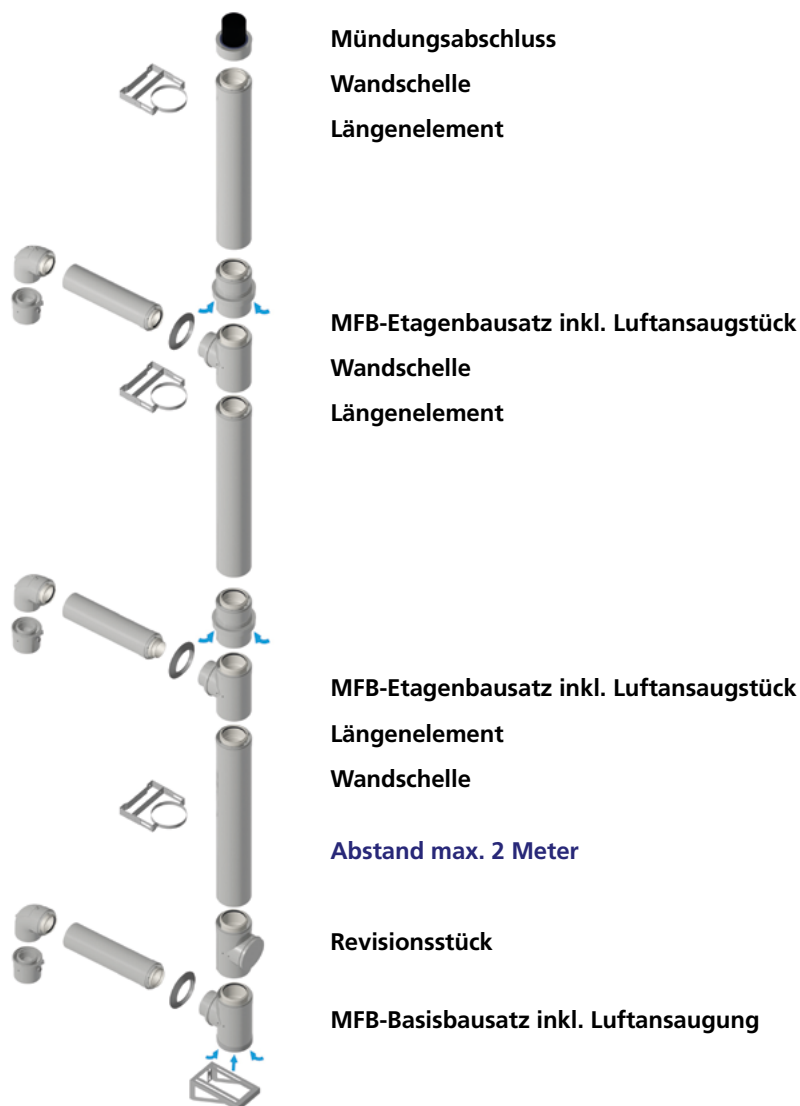 Mündungsabschluss
Wandschelle
Längenelement
MFB-Etagenbausatz inkl. Luftansaugstück
Wandschelle
Längenelement
MFB-Etagenbausatz inkl. Luftansaugstück
Längenelement
Wandschelle
Abstand max. 2 Meter
Revisionsstück
MFB-Basisbausatz inkl. Luftansaugung